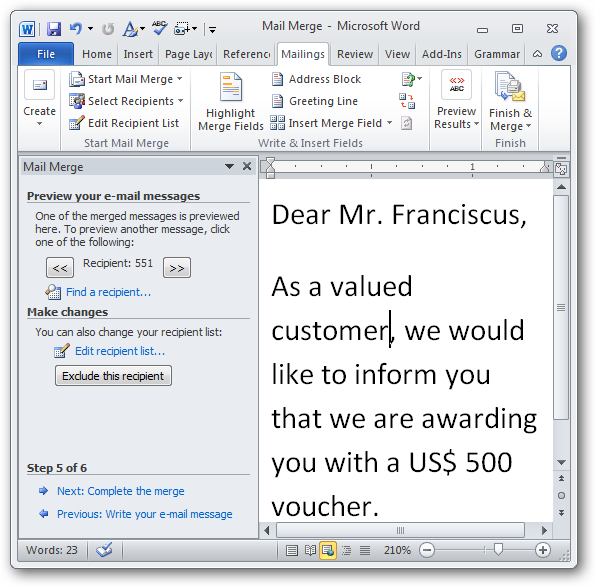 Mail Merge - Microsoft Word
File Home Insert Page Layo Referenc Mailings Review View Add-Ins Grammar
Create
Start Mail Merge
Select Recipients
Edit Recipient List
Start Mail Merge
Highlight
Merge Fields
Address Block
Greeting Line
Insert Merge Field
Write & Insert Fields
ABC
Preview
Results
Finish &
Merge
Finish
Mail Merge
Preview your e-mail messages
One of the merged messages is previewed
here. To preview another message, click
one of the following:
<< Recipient: 551 >>
Find a recipient...
Make changes
You can also change your recipient list:
Edit recipient list...
Exclude this recipient
Step 5 of 6
Next: Complete the merge
Previous: Write your e-mail message
1
Dear Mr. Franciscus,
As a valued
customer, we would
like to inform you
that we are awarding
you with a US$ 500
voucher.
Words: 23
210%